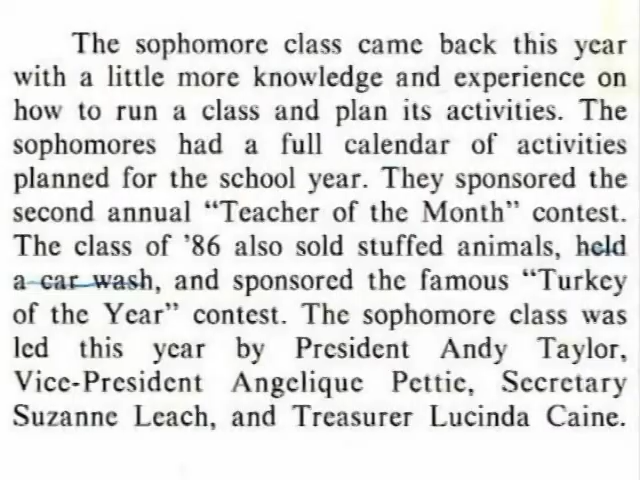 The sophomore class came back this year
with a little more knowledge and experience on
how to run a class and plan its activities. The
sophomores had a full calendar of activities
planned for the school year. They sponsored the
second annual “Teacher of the Month” contest.
The class of ’86 also sold stuffed animals, held
a car wash, and sponsored the famous “Turkey
of the Year” contest. The sophomore class was
led this year by President Andy Taylor,
Vice-President Angelique Pettie, Secretary
Suzanne Leach, and Treasurer Lucinda Caine.